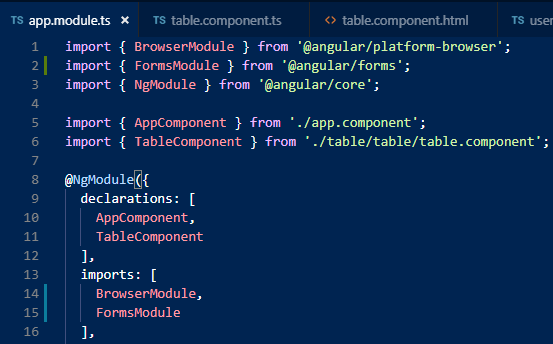 TS app.module.ts × TS table.component.ts <> table.component.html TS user
1 import { BrowserModule } from '@angular/platform-browser';
2 import { FormsModule } from '@angular/forms';
3 import { NgModule } from '@angular/core';
4
5 import { AppComponent } from './app.component';
6 import { TableComponent } from './table/table/table.component';
7
8 @NgModule({
9 declarations: [
10 AppComponent,
11 TableComponent
12 ],
13 imports: [
14 BrowserModule,
15 FormsModule
16 ],